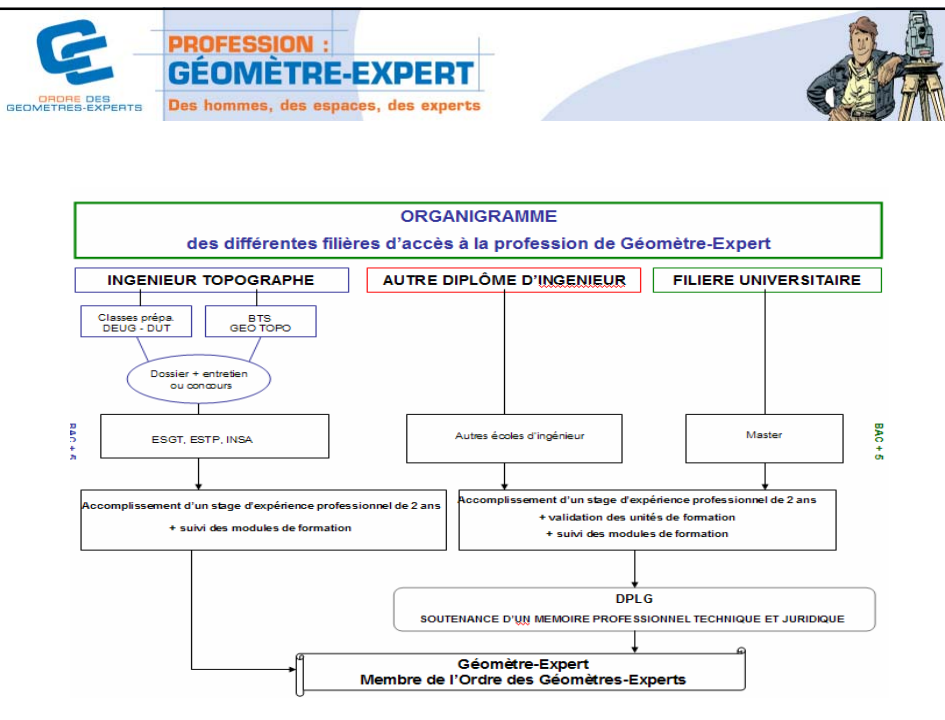 ORDRE DES
GEOMETRES-EXPERTS
PROFESSION :
GÉOMÈTRE-EXPERT
Des hommes, des espaces, des experts
ORGANIGRAMME
des différentes filières d'accès à la profession de Géomètre-Expert
INGENIEUR TOPOGRAPHE
AUTRE DIPLÔME D'INGENIEUR
FILIERE UNIVERSITAIRE
Classes prépa.
DEUG - DUT
BTS
GEO TOPO
Dossier + entretien
ou concours
BAC + 5
ESGT, ESTP, INSA
Autres écoles d'ingénieur
Master
BAC + 5
Accomplissement d'un stage d'expérience professionnel de 2 ans
+ suivi des modules de formation
Accomplissement d'un stage d'expérience professionnel de 2 ans
+ validation des unités de formation
+ suivi des modules de formation
DPLG
SOUTENANCE D'UN MEMOIRE PROFESSIONNEL TECHNIQUE ET JURIDIQUE
Géomètre-Expert
Membre de l'Ordre des Géomètres-Experts